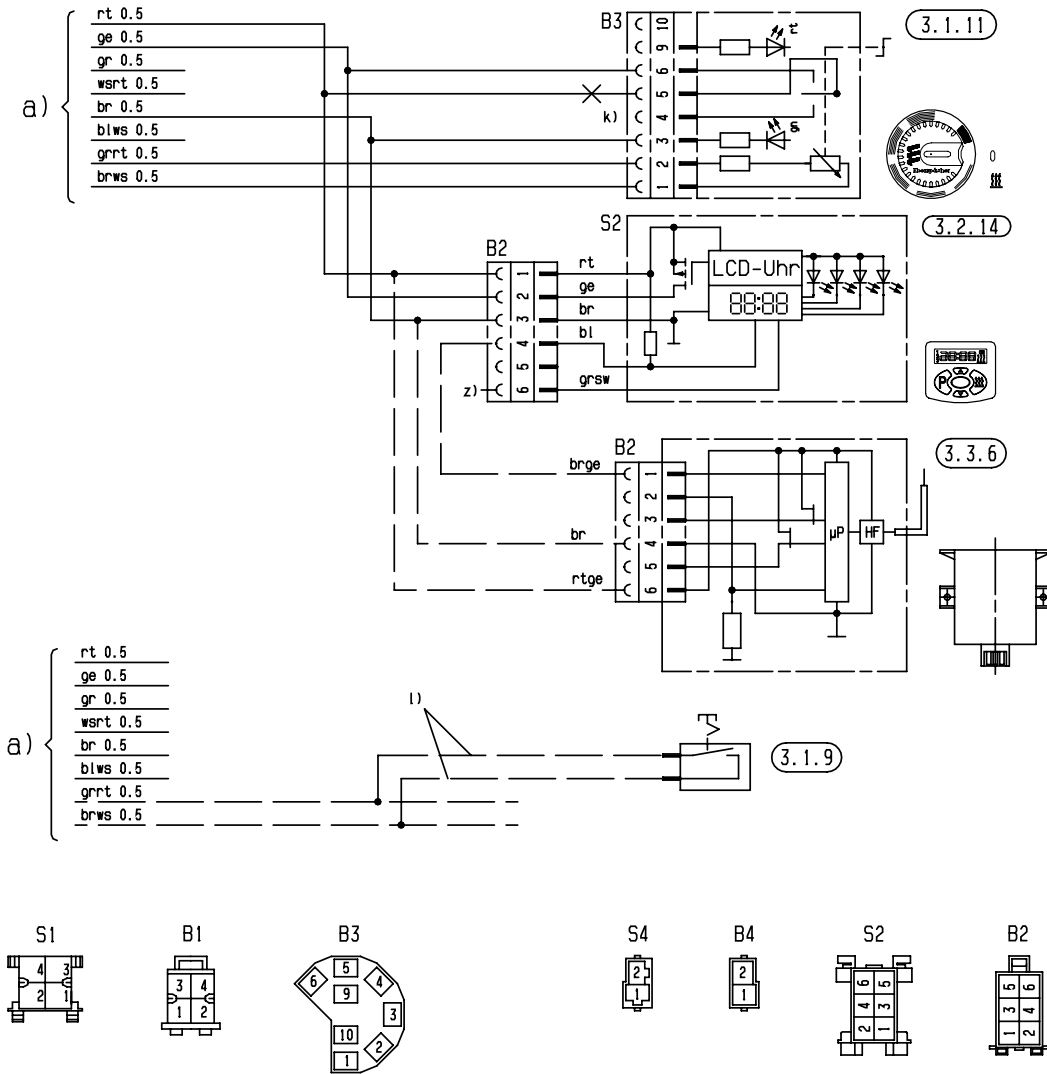 a)
rt 0.5
ge 0.5
gr 0.5
wsrt 0.5
br 0.5
blws 0.5
grrt 0.5
brws 0.5
k)
B3
10
9
6
5
4
3
2
1
rt
gn
3.1.11
Eberspächer
0
B2
1
2
3
4
5
6
z)
rt
ge
br
bl
grsw
S2
LCD-Uhr
88:88
3.2.14
88:88
P
brge
br
rtge
B2
1
2
3
4
5
6
µP
HF
3.3.6
a)
rt 0.5
ge 0.5
gr 0.5
wsrt 0.5
br 0.5
blws 0.5
grrt 0.5
brws 0.5
l)
3.1.9
S1
4 3
2 1
B1
3 4
1 2
B3
6 5 4
9 3
10 2
1
S4
2
1
B4
2
1
S2
6 5
4 3
2 1
B2
5 6
3 4
1 2